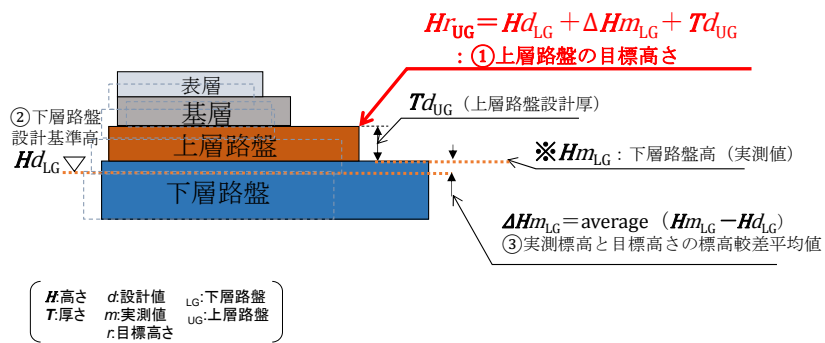 Hr_UG＝Hd_LG＋ΔHm_LG＋Td_UG
：①上層路盤の目標高さ
表層
基層
上層路盤
下層路盤
②下層路盤
設計基準高
Hd_LG
Td_UG（上層路盤設計厚）
※Hm_LG：下層路盤高（実測値）
ΔHm_LG＝average（Hm_LG－Hd_LG）
③実測標高と目標高さの標高較差平均値
H:高さ d:設計値 LG:下層路盤
T:厚さ m:実測値 UG:上層路盤
r:目標高さ